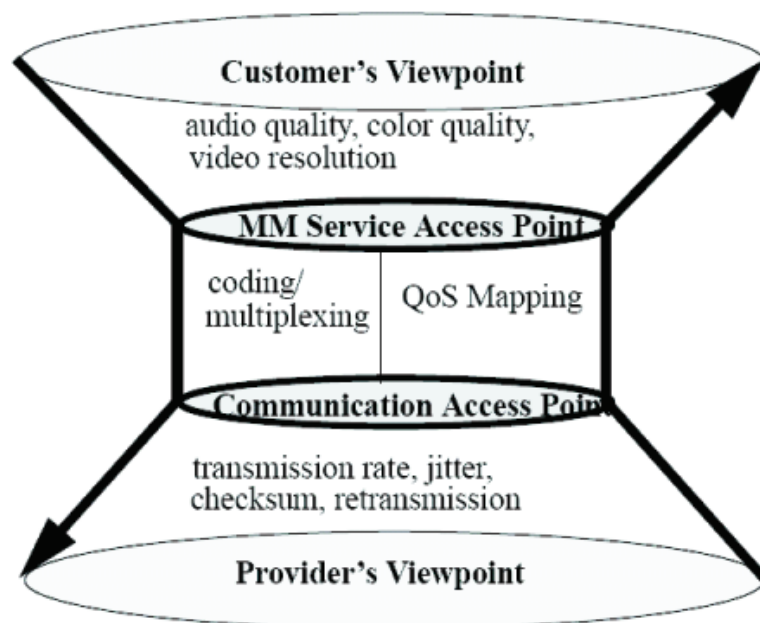 Customer's Viewpoint
audio quality, color quality,
video resolution
MM Service Access Point
coding/
multiplexing
QoS Mapping
Communication Access Point
transmission rate, jitter,
checksum, retransmission
Provider's Viewpoint